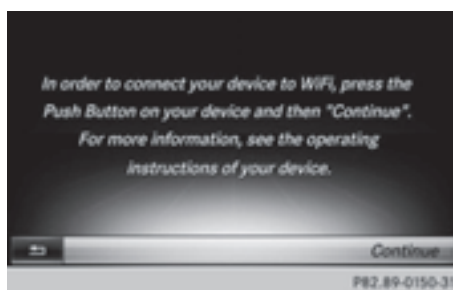 In order to connect your device to WiFi, press the
Push Button on your device and then "Continue".
For more information, see the operating
instructions of your device.
Continue
P82.89-0150-31